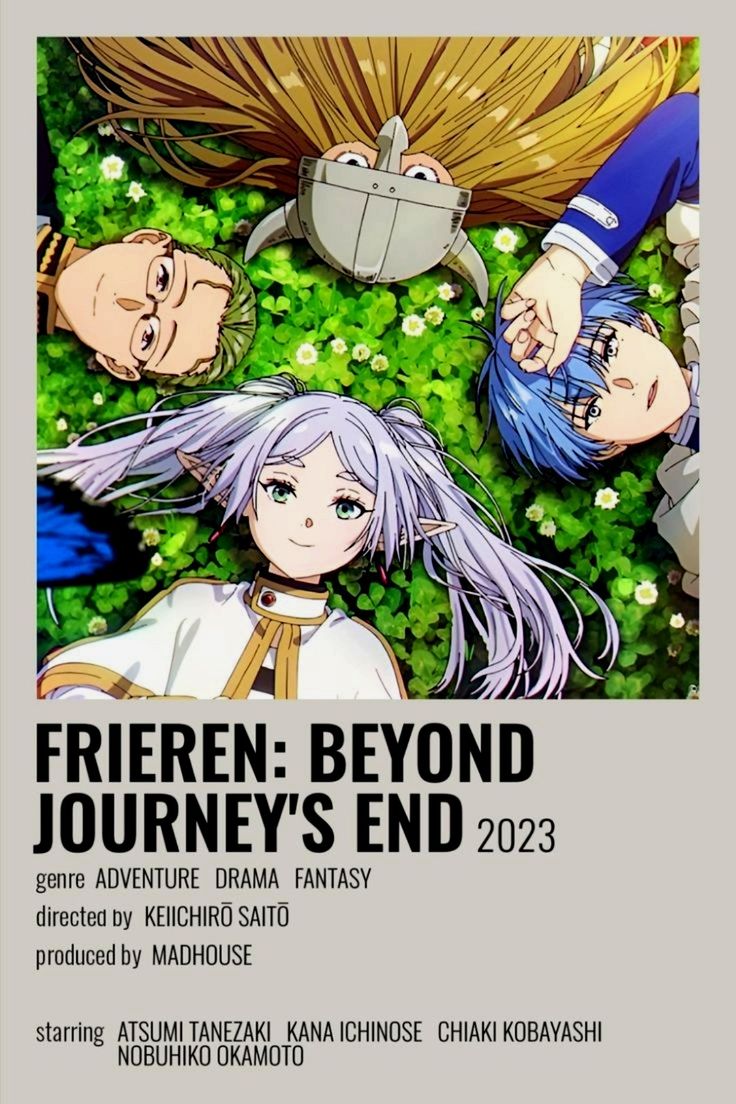 FRIEREN: BEYOND
JOURNEY'S END 2023
genre ADVENTURE DRAMA FANTASY
directed by KEIICHIRŌ SAITŌ
produced by MADHOUSE
starring ATSUMI TANEZAKI KANA ICHINOSE CHIAKI KOBAYASHI
NOBUHIKO OKAMOTO